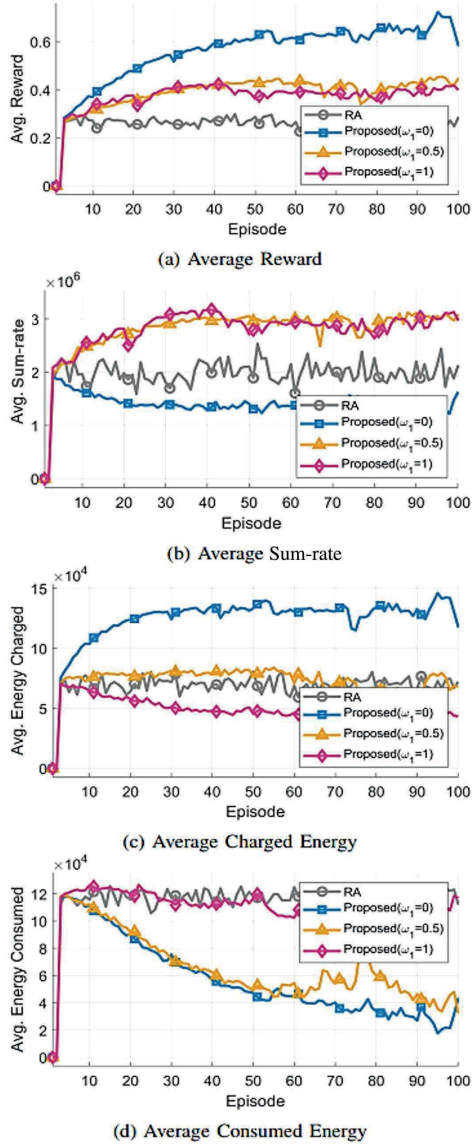 Avg. Reward
0.6
0.4
0.2
0
RA
Proposed(ω1=0)
Proposed(ω1=0.5)
Proposed(ω1=1)
10 20 30 40 50 60 70 80 90 100
Episode
(a) Average Reward
×10^6
Avg. Sum-rate
3
2
1
0
RA
Proposed(ω1=0)
Proposed(ω1=0.5)
Proposed(ω1=1)
10 20 30 40 50 60 70 80 90 100
Episode
(b) Average Sum-rate
×10^4
Avg. Energy Charged
15
10
5
0
RA
Proposed(ω1=0)
Proposed(ω1=0.5)
Proposed(ω1=1)
10 20 30 40 50 60 70 80 90 100
Episode
(c) Average Charged Energy
×10^4
Avg. Energy Consumed
12
10
8
6
4
2
0
RA
Proposed(ω1=0)
Proposed(ω1=0.5)
Proposed(ω1=1)
10 20 30 40 50 60 70 80 90 100
Episode
(d) Average Consumed Energy